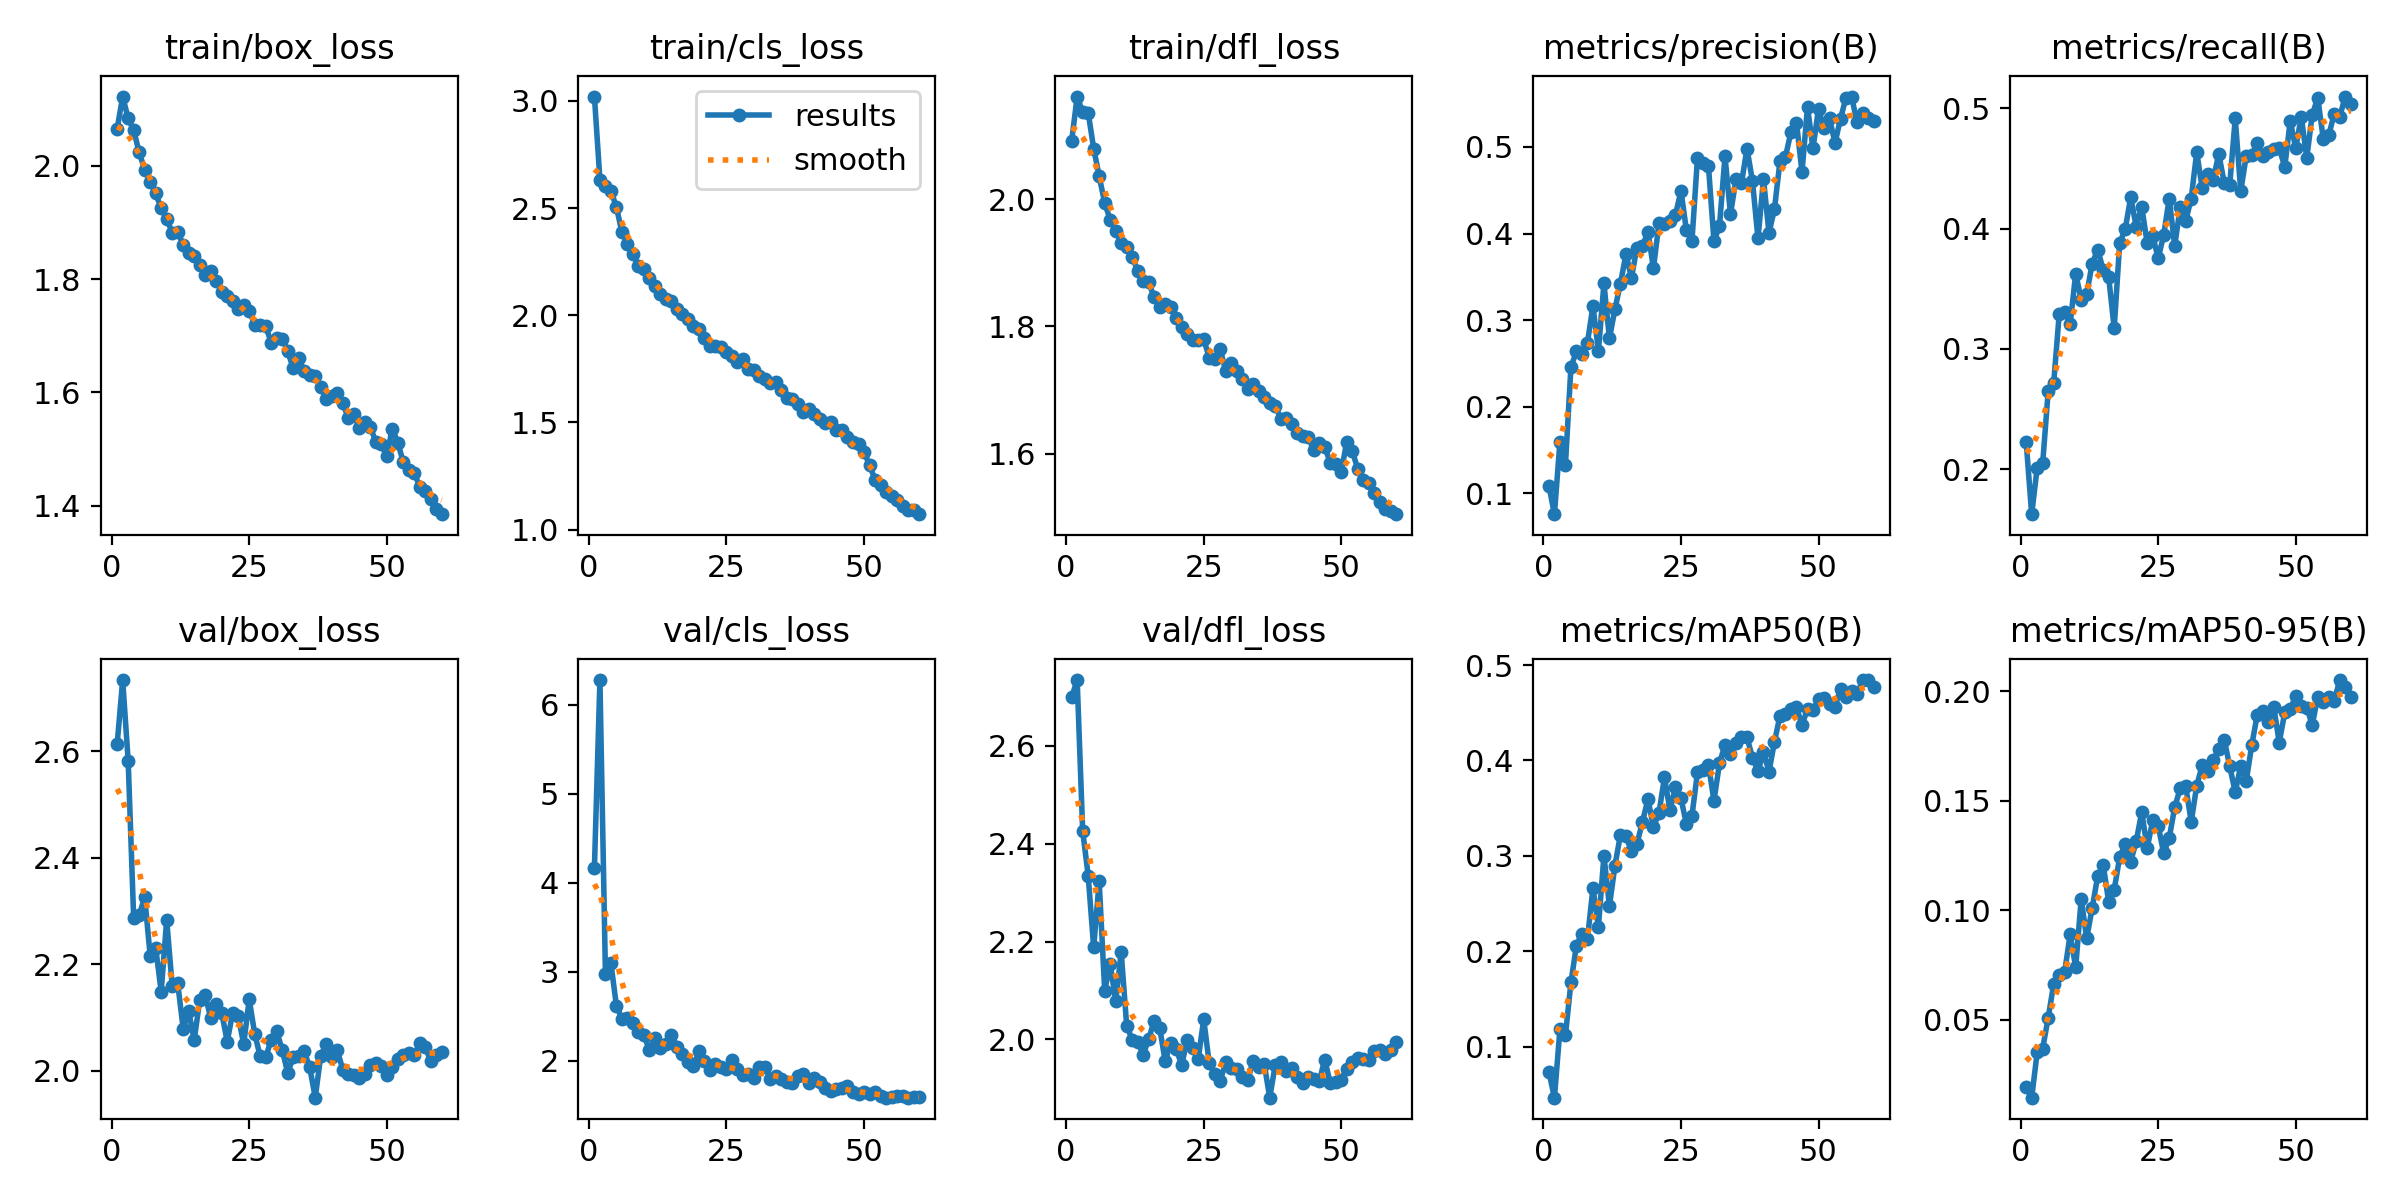 train/box_loss
2.0
1.8
1.6
1.4
0 25 50
train/cls_loss
results
smooth
3.0
2.5
2.0
1.5
1.0
0 25 50
train/dfl_loss
2.0
1.8
1.6
0 25 50
metrics/precision(B)
0.5
0.4
0.3
0.2
0.1
0 25 50
metrics/recall(B)
0.5
0.4
0.3
0.2
0 25 50
val/box_loss
2.6
2.4
2.2
2.0
0 25 50
val/cls_loss
6
5
4
3
2
0 25 50
val/dfl_loss
2.6
2.4
2.2
2.0
0 25 50
metrics/mAP50(B)
0.5
0.4
0.3
0.2
0.1
0 25 50
metrics/mAP50-95(B)
0.20
0.15
0.10
0.05
0 25 50